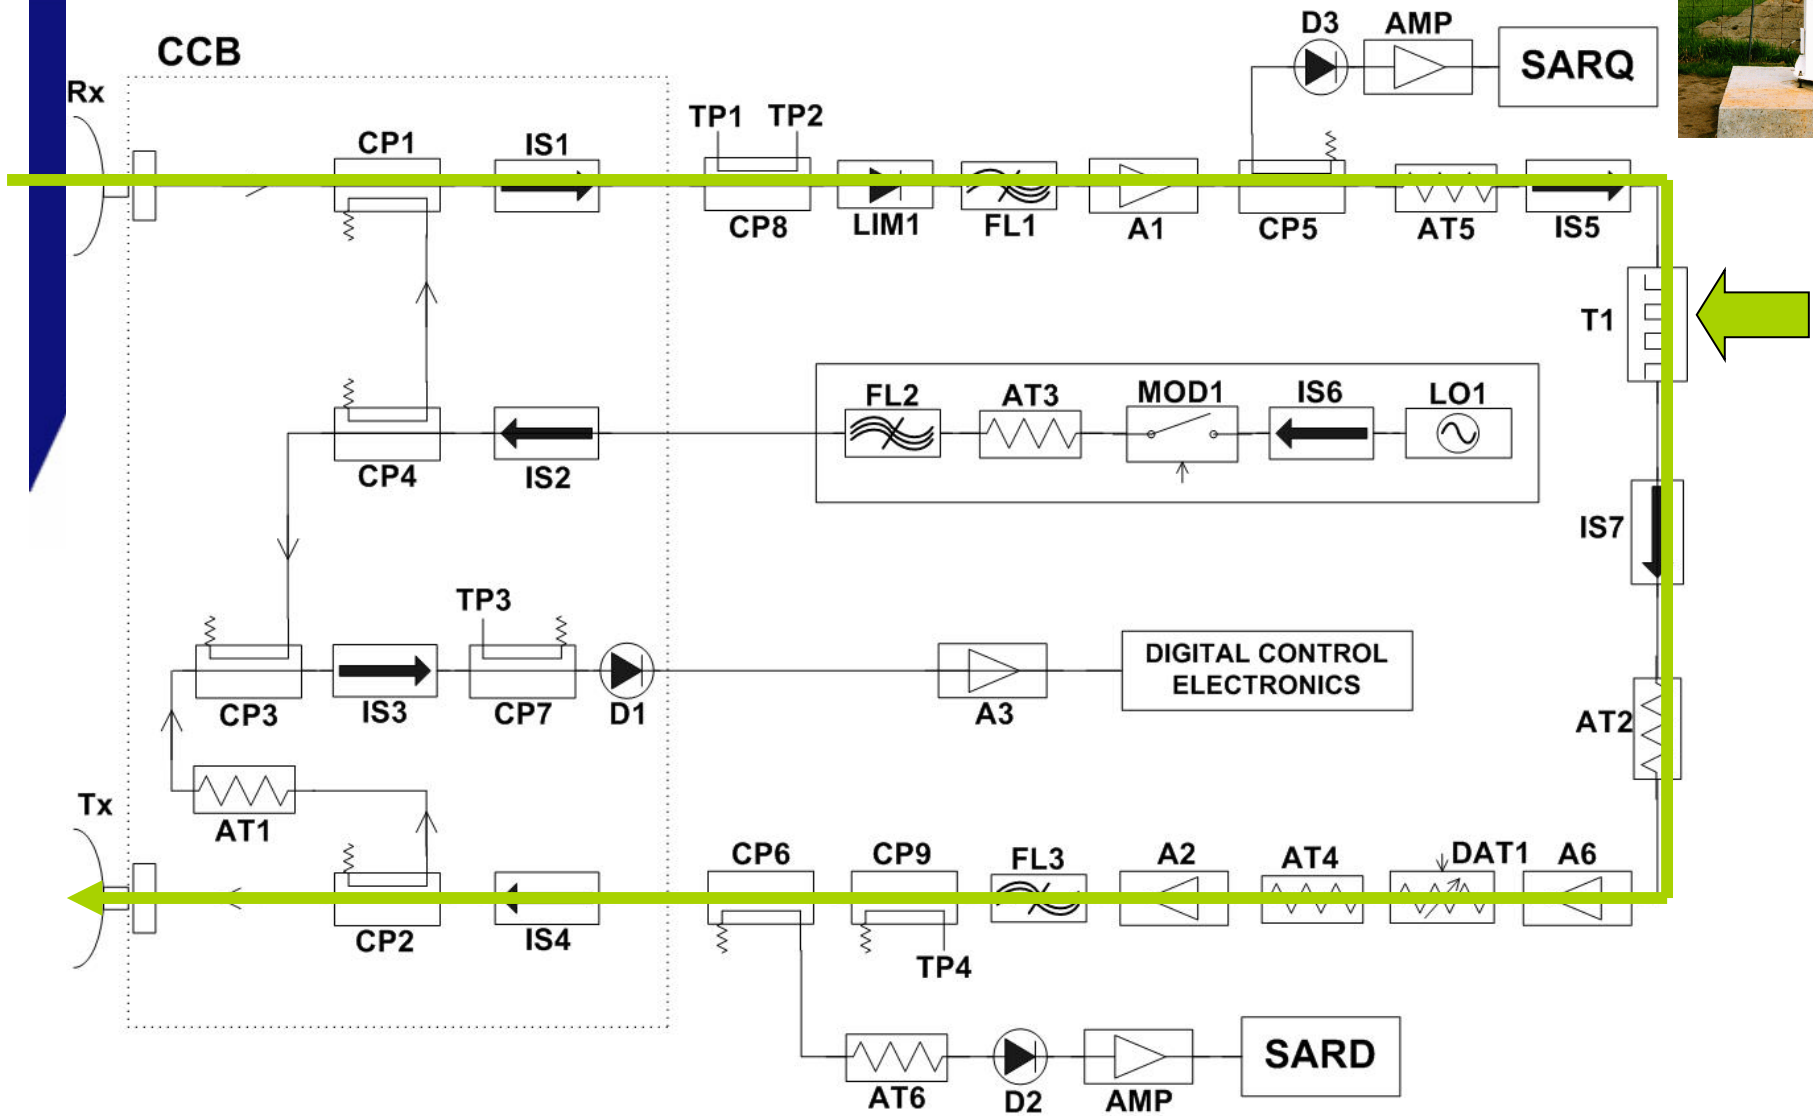 CCB
D3
AMP
SARQ
Rx
TP1
TP2
CP1
IS1
CP8
LIM1
FL1
A1
CP5
AT5
IS5
T1
FL2
AT3
MOD1
IS6
LO1
CP4
IS2
IS7
TP3
DIGITAL CONTROL
ELECTRONICS
CP3
IS3
CP7
D1
A3
AT2
Tx
AT1
CP6
CP9
FL3
A2
AT4
DAT1
A6
CP2
IS4
TP4
SARD
AT6
D2
AMP